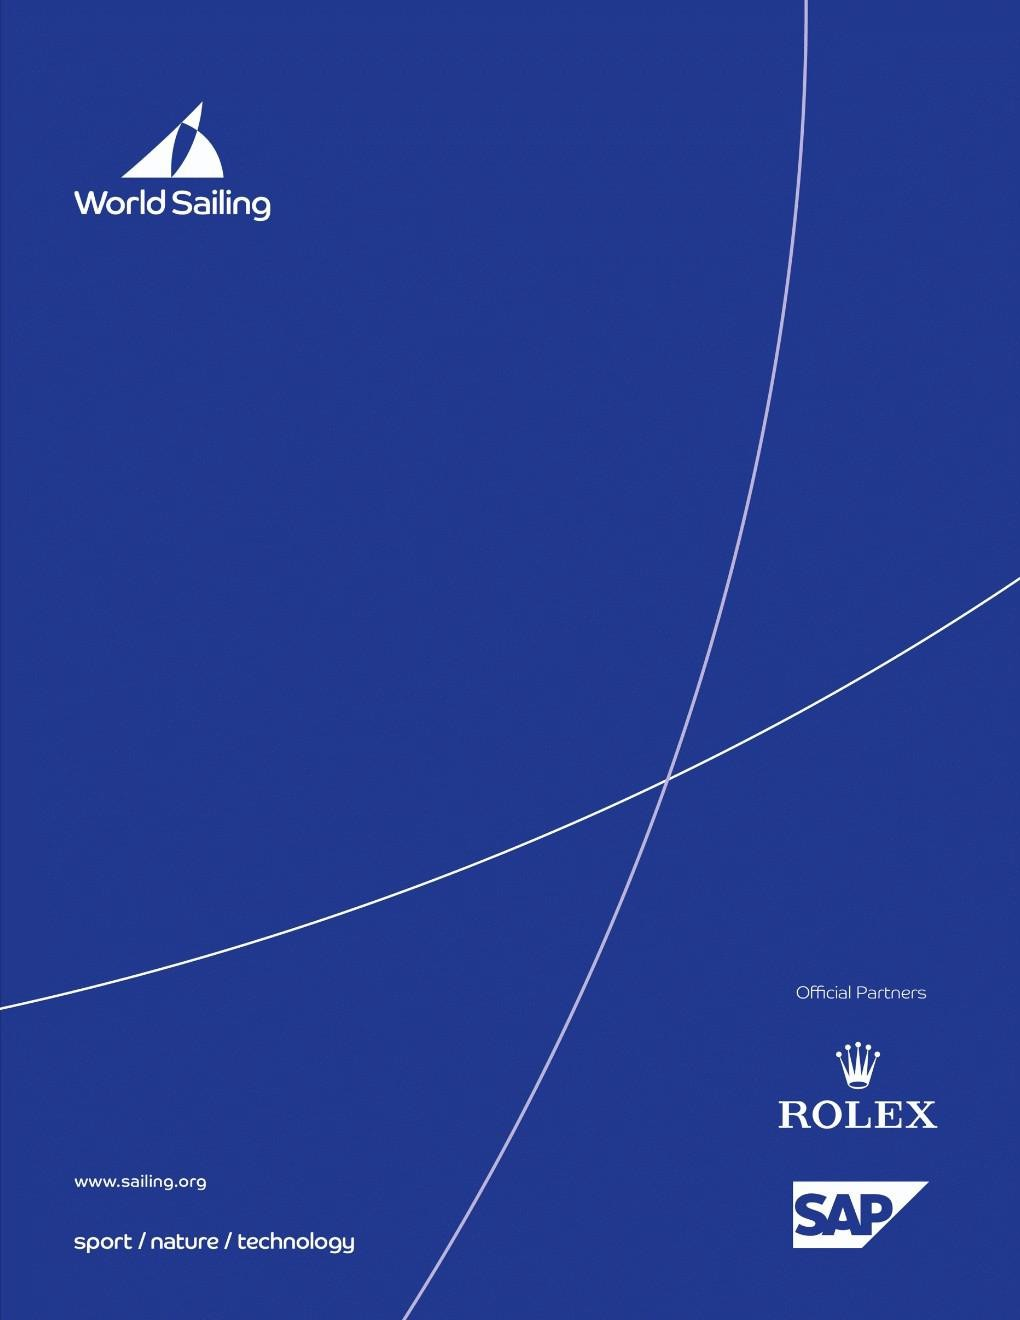 World Sailing
Official Partners
ROLEX
www.sailing.org
SAP
sport / nature / technology